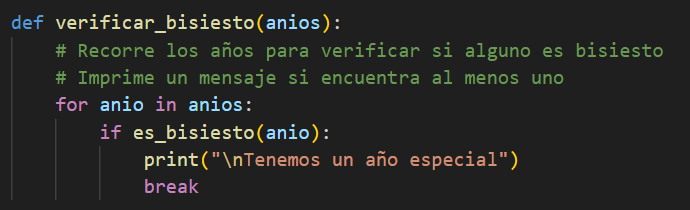 def verificar_bisiesto(anios):
    # Recorre los años para verificar si alguno es bisiesto
    # Imprime un mensaje si encuentra al menos uno
    for anio in anios:
        if es_bisiesto(anio):
            print("\nTenemos un año especial")
            break